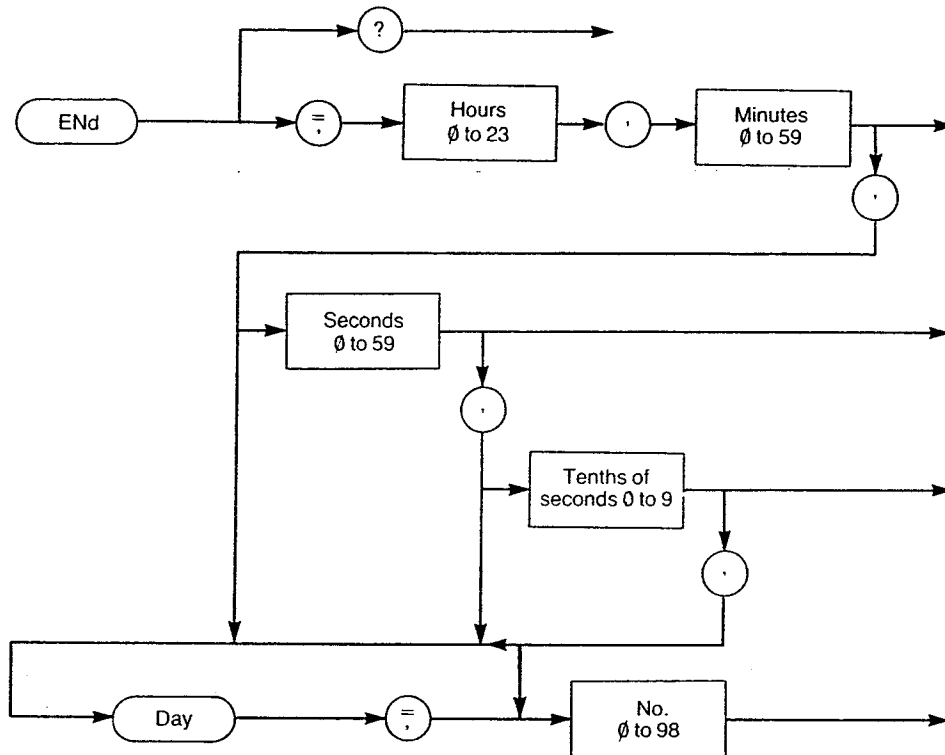 ?
ENd
=
,
Hours
Ø to 23
,
Minutes
Ø to 59
,
Seconds
Ø to 59
,
Tenths of
seconds 0 to 9
,
Day
=
,
No.
Ø to 98